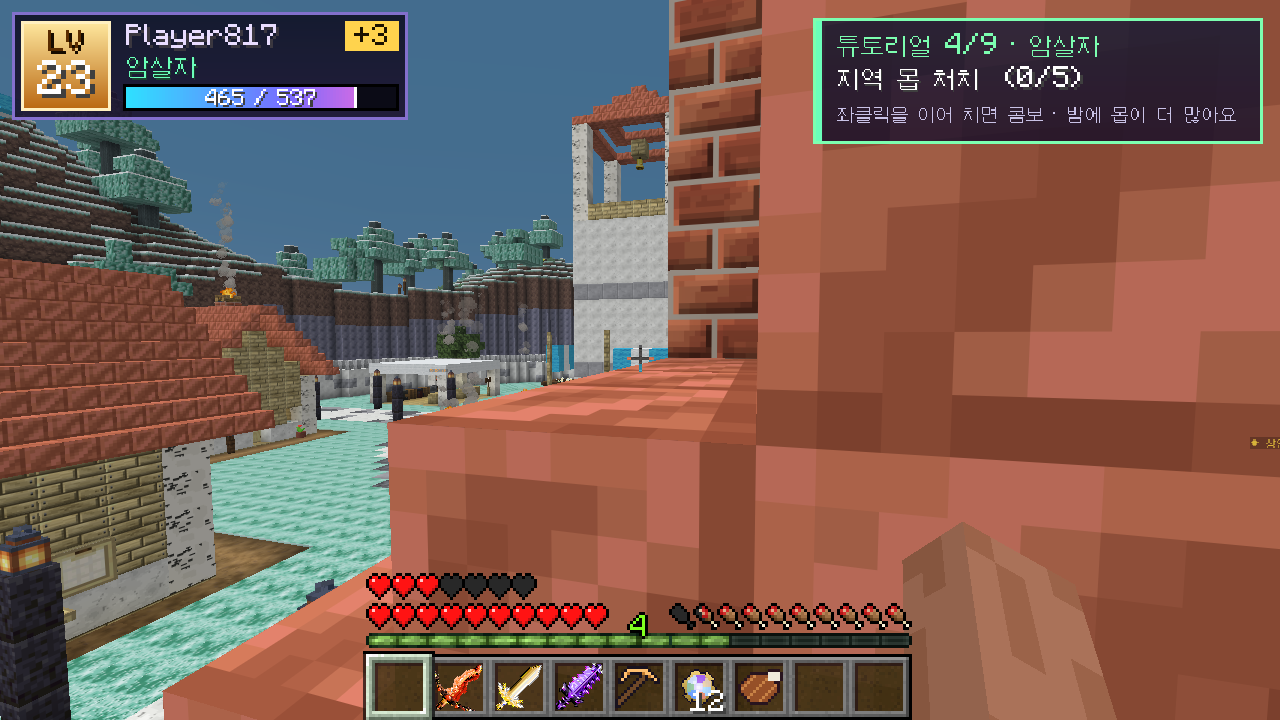 LV
23
Player817
+3
암살자
465 / 537
튜토리얼 4/9 · 암살자
지역 몹 처치 (0/5)
좌클릭을 이어 치면 콤보 · 밤에 몹이 더 많아요
4
12